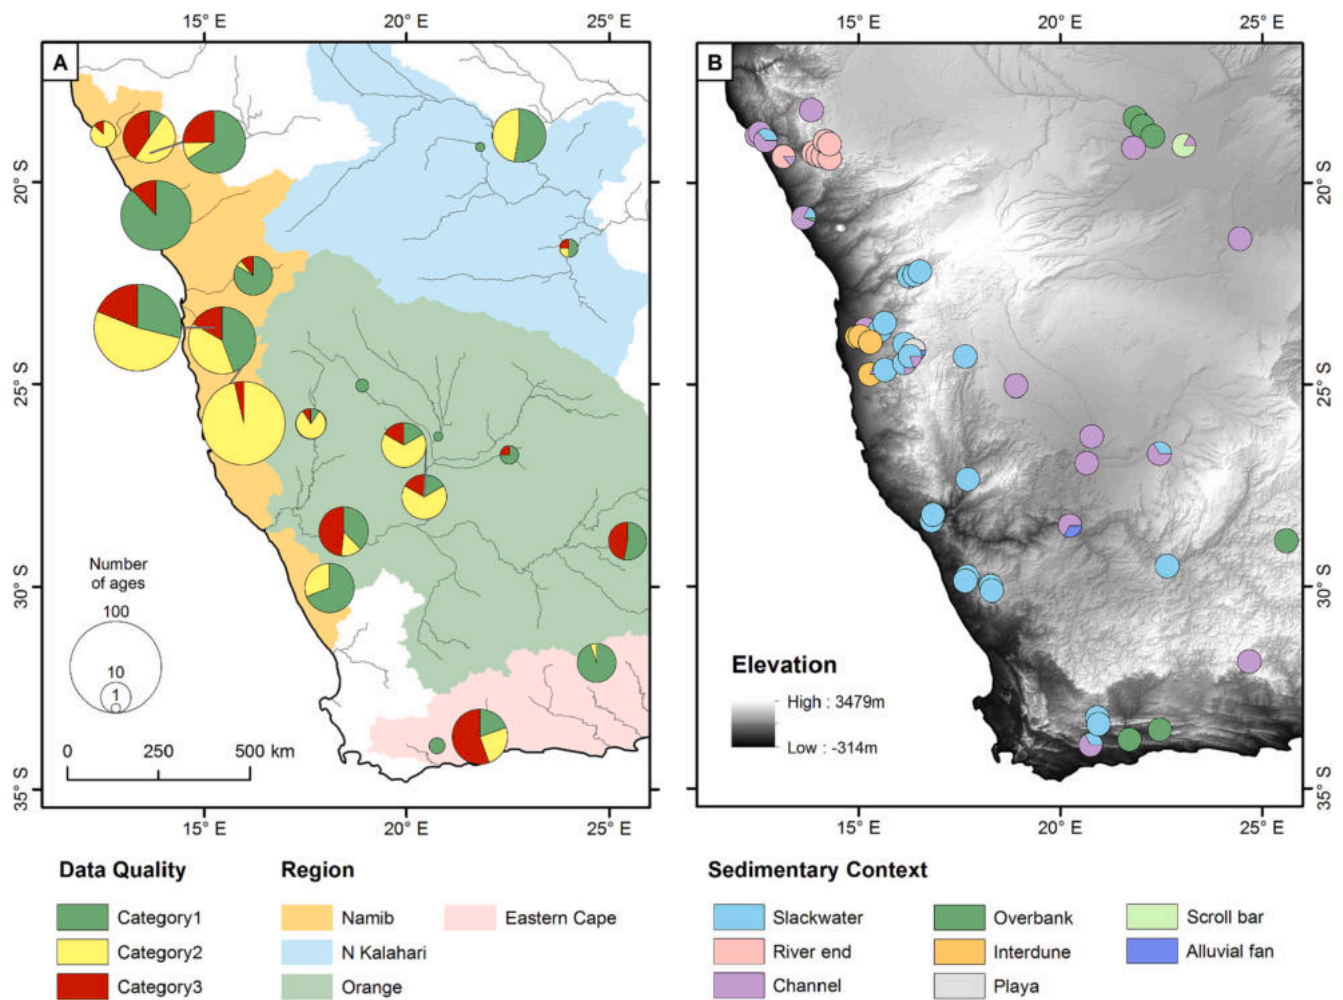 15° E
20° E
25° E
A
20° S
25° S
30° S
35° S
Number
of ages
100
10
1
0
250
500 km
15° E
20° E
25° E
15° E
20° E
25° E
B
20° S
25° S
30° S
35° S
Elevation
High : 3479m
Low : -314m
15° E
20° E
25° E
Data Quality
Category1
Category2
Category3
Region
Namib
N Kalahari
Orange
Eastern Cape
Sedimentary Context
Slackwater
River end
Channel
Overbank
Interdune
Playa
Scroll bar
Alluvial fan